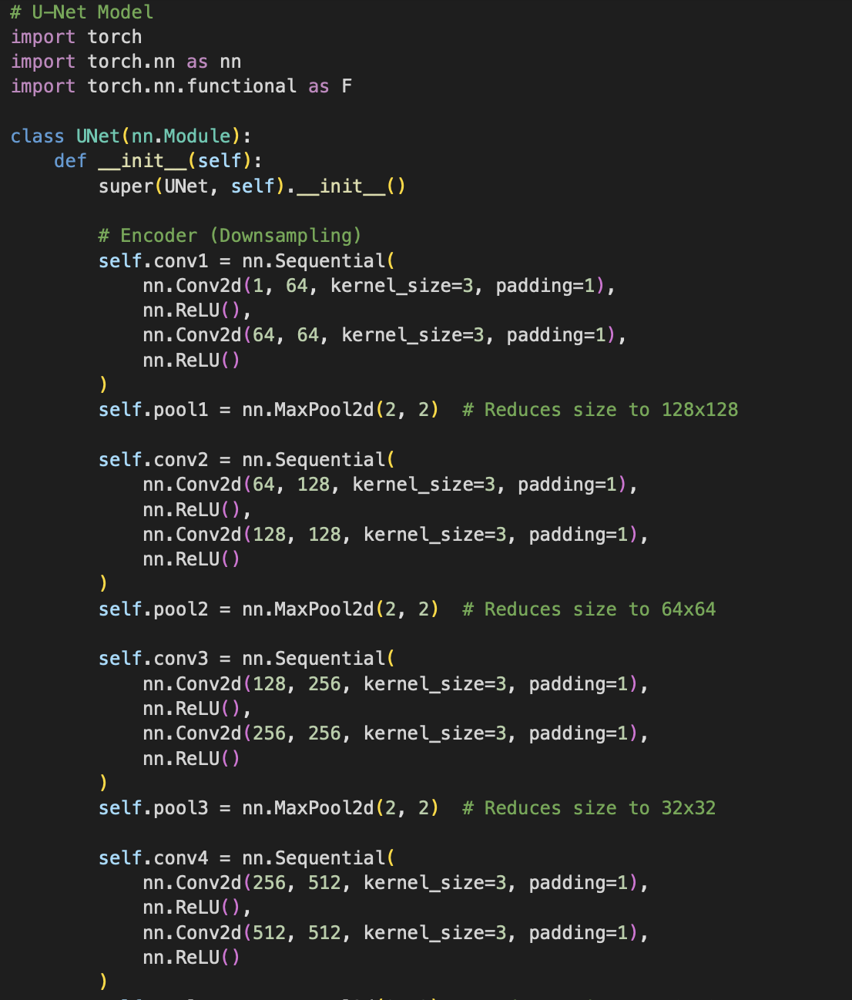 # U-Net Model
import torch
import torch.nn as nn
import torch.nn.functional as F

class UNet(nn.Module):
    def __init__(self):
        super(UNet, self).__init__()

        # Encoder (Downsampling)
        self.conv1 = nn.Sequential(
            nn.Conv2d(1, 64, kernel_size=3, padding=1),
            nn.ReLU(),
            nn.Conv2d(64, 64, kernel_size=3, padding=1),
            nn.ReLU()
        )
        self.pool1 = nn.MaxPool2d(2, 2)  # Reduces size to 128x128

        self.conv2 = nn.Sequential(
            nn.Conv2d(64, 128, kernel_size=3, padding=1),
            nn.ReLU(),
            nn.Conv2d(128, 128, kernel_size=3, padding=1),
            nn.ReLU()
        )
        self.pool2 = nn.MaxPool2d(2, 2)  # Reduces size to 64x64

        self.conv3 = nn.Sequential(
            nn.Conv2d(128, 256, kernel_size=3, padding=1),
            nn.ReLU(),
            nn.Conv2d(256, 256, kernel_size=3, padding=1),
            nn.ReLU()
        )
        self.pool3 = nn.MaxPool2d(2, 2)  # Reduces size to 32x32

        self.conv4 = nn.Sequential(
            nn.Conv2d(256, 512, kernel_size=3, padding=1),
            nn.ReLU(),
            nn.Conv2d(512, 512, kernel_size=3, padding=1),
            nn.ReLU()
        )